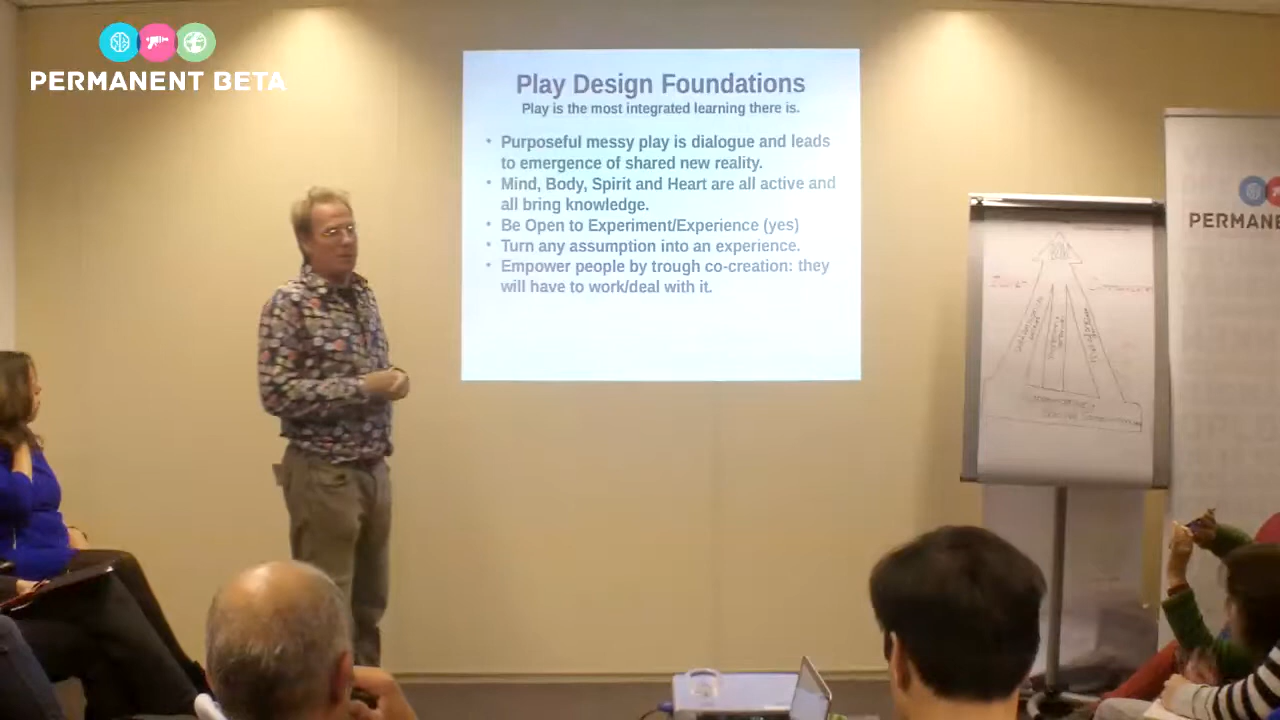 PERMANENT BETA
Play Design Foundations
Play is the most integrated learning there is.
• Purposeful messy play is dialogue and leads
to emergence of shared new reality.
• Mind, Body, Spirit and Heart are all active and
all bring knowledge.
• Be Open to Experiment/Experience (yes)
• Turn any assumption into an experience.
• Empower people by trough co-creation: they
will have to work/deal with it.
PERMANE